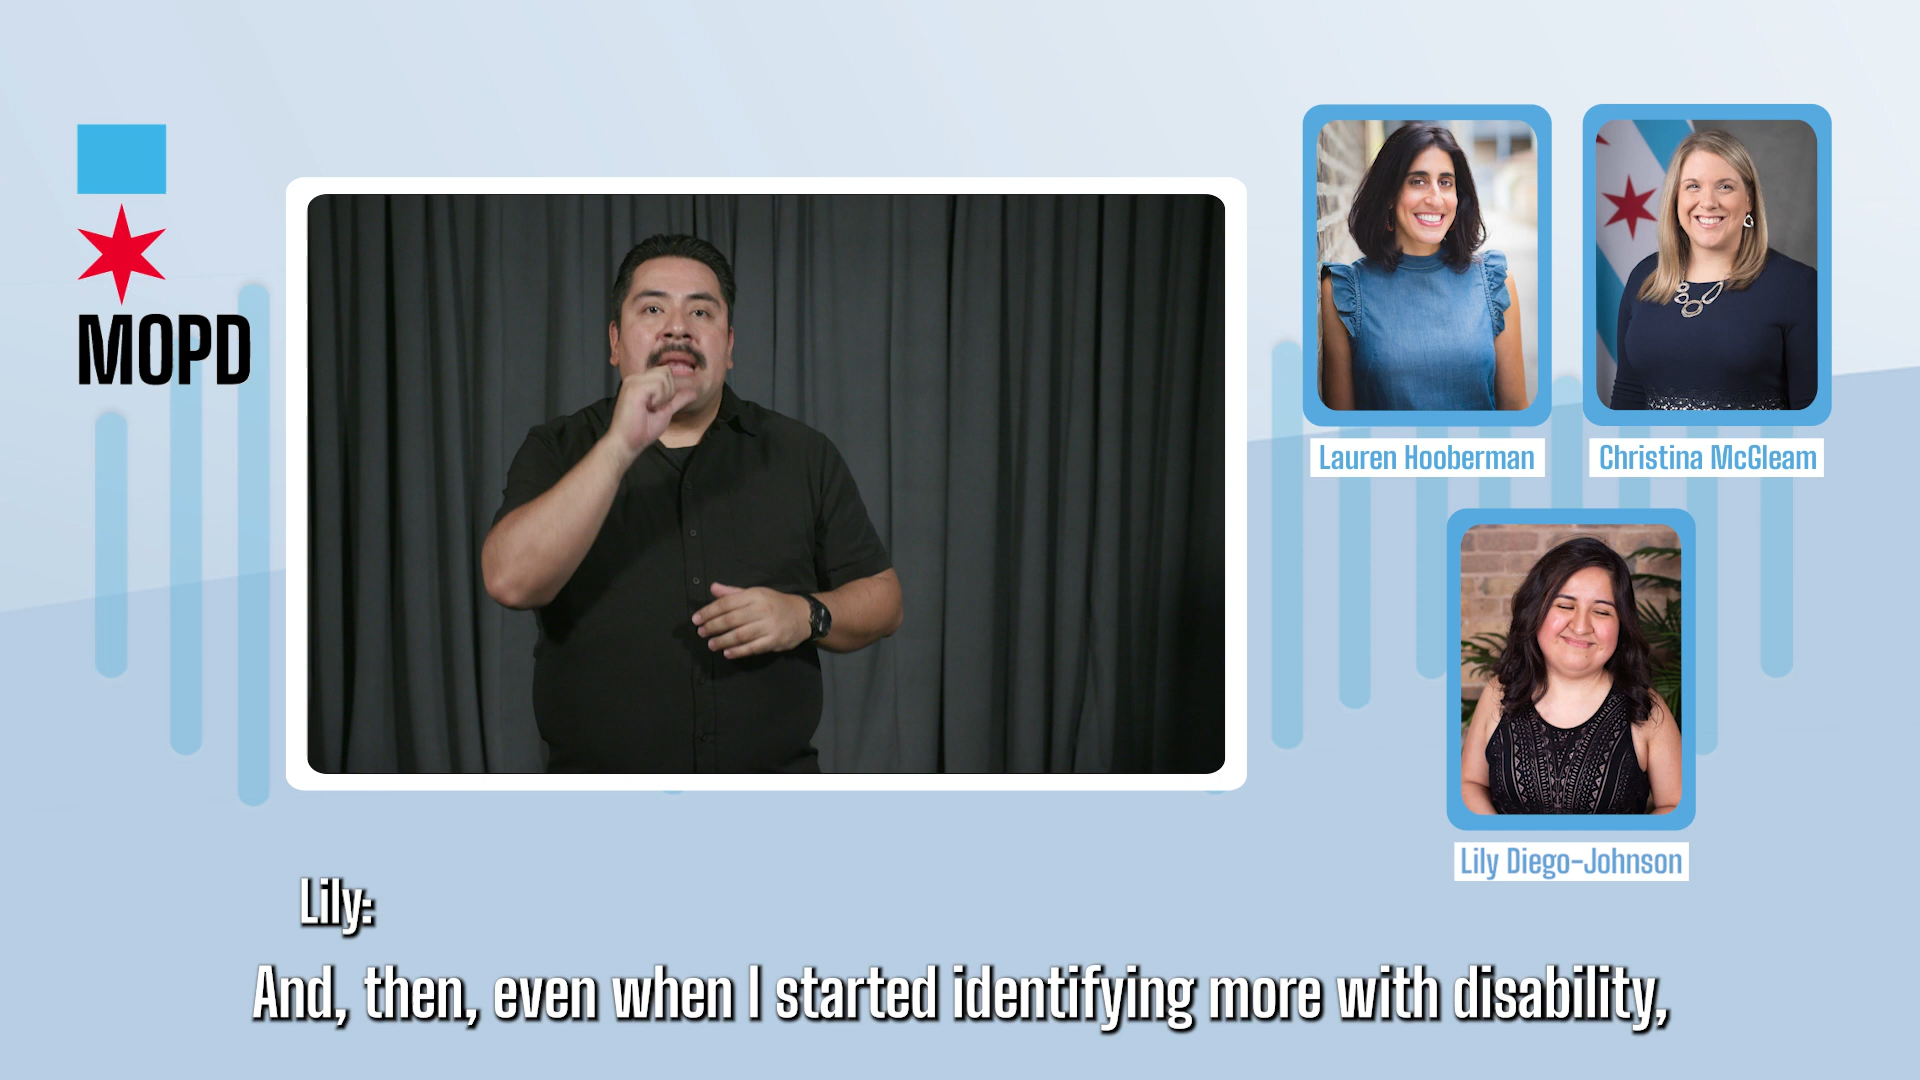 MOPD
Lauren Hooberman
Christina McGleam
Lily Diego-Johnson
Lily:
And, then, even when I started identifying more with disability,